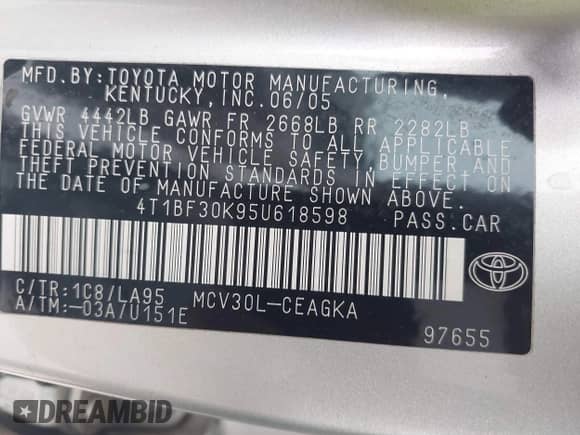 MFD. BY: TOYOTA MOTOR MANUFACTURING,
KENTUCKY, INC. 06/05
GVWR 4442LB GAWR FR 2668LB RR 2282LB
THIS VEHICLE CONFORMS TO ALL APPLICABLE
FEDERAL MOTOR VEHICLE SAFETY, BUMPER AND
THEFT PREVENTION STANDARDS IN EFFECT ON
THE DATE OF MANUFACTURE SHOWN ABOVE.
4T1BF30K95U618598 PASS.CAR
C/TR:1C8/LA95 MCV30L-CEAGKA
A/TM:-03A/U151E
97655
DREAMBID